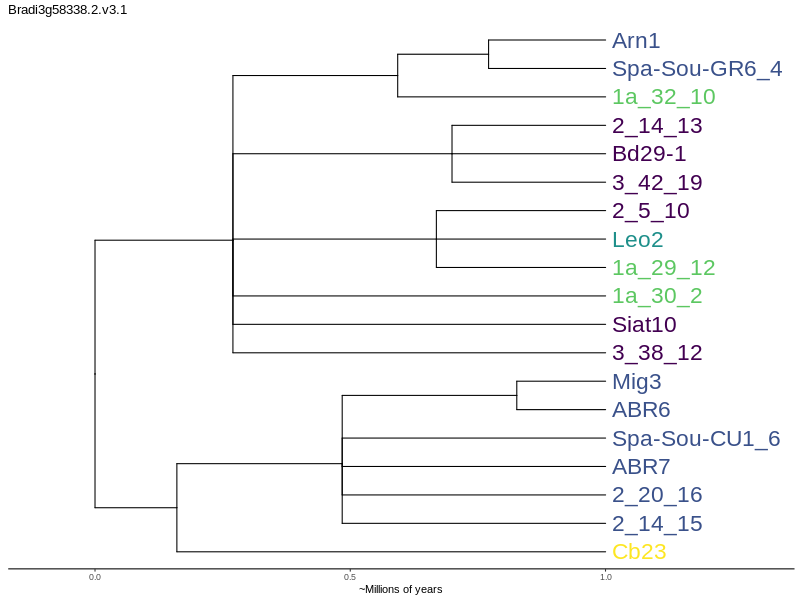 Bradi3g58338.2.v3.1
Arn1
Spa-Sou-GR6_4
1a_32_10
2_14_13
Bd29-1
3_42_19
2_5_10
Leo2
1a_29_12
1a_30_2
Siat10
3_38_12
Mig3
ABR6
Spa-Sou-CU1_6
ABR7
2_20_16
2_14_15
Cb23
0.0 0.5 1.0
~Millions of years